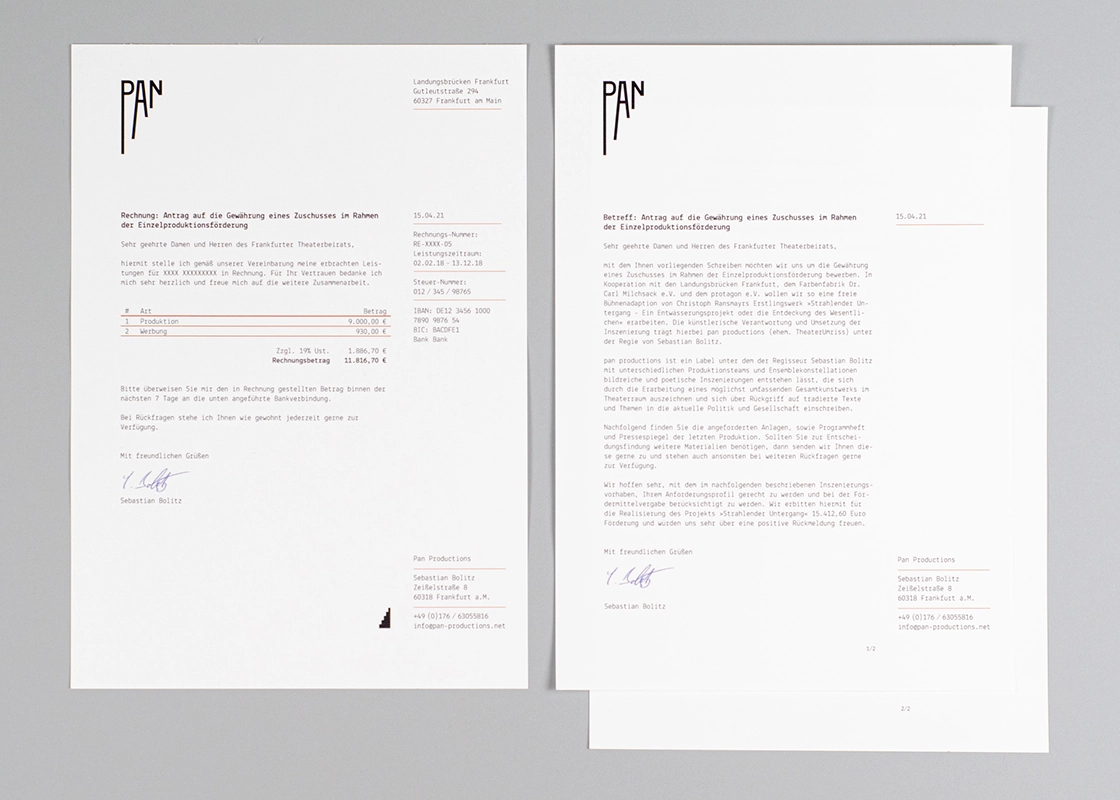 PAN
Landungsbrücken Frankfurt
Gutleutstraße 294
60327 Frankfurt am Main
Rechnung: Antrag auf die Gewährung eines Zuschusses im Rahmen
der Einzelproduktionsförderung
Sehr geehrte Damen und Herren des Frankfurter Theaterbeirats,
hiermit stelle ich gemäß unserer Vereinbarung meine erbrachten Leis-
tungen für XXXX XXXXXXXXX in Rechnung. Für Ihr Vertrauen bedanke ich
mich sehr herzlich und freue mich auf die weitere Zusammenarbeit.
# Art Betrag
1 Produktion 9.000,00 €
2 Werbung 930,00 €
Zzgl. 19% Ust. 1.886,70 €
Rechnungsbetrag 11.816,70 €
Bitte überweisen Sie mir den in Rechnung gestellten Betrag binnen der
nächsten 7 Tage an die unten angeführte Bankverbindung.
Bei Rückfragen stehe ich Ihnen wie gewohnt jederzeit gerne zur
Verfügung.
Mit freundlichen Grüßen
Sebastian Bolitz
15.04.21
Rechnungs-Nummer:
RE-XXXX-05
Leistungszeitraum:
02.02.18 - 13.12.18
Steuer-Nummer:
012 / 345 / 98765
IBAN: DE12 3456 1000
7890 9876 54
BIC: BACDFE1
Bank Bank
Pan Productions
Sebastian Bolitz
Zeißelstraße 8
60318 Frankfurt a.M.
+49 (0)176 / 63055816
info@pan-productions.net
PAN
Betreff: Antrag auf die Gewährung eines Zuschusses im Rahmen
der Einzelproduktionsförderung
Sehr geehrte Damen und Herren des Frankfurter Theaterbeirats,
mit dem Ihnen vorliegenden Schreiben möchten wir uns um die Gewährung
eines Zuschusses im Rahmen der Einzelproduktionsförderung bewerben. In
Kooperation mit den Landungsbrücken Frankfurt, dem Farbenfabrik Dr.
Carl Milchsack e.V. und dem protagon e.V. wollen wir so eine freie
Bühnenadaption von Christoph Ransmayrs Erstlingswerk »Strahlender Un-
tergang - Ein Entwässerungsprojekt oder die Entdeckung des Wesentli-
chen« erarbeiten. Die künstlerische Verantwortung und Umsetzung der
Inszenierung trägt hierbei pan productions (ehem. TheaterUmriss) unter
der Regie von Sebastian Bolitz.
pan productions ist ein Label unter dem der Regisseur Sebastian Bolitz
mit unterschiedlichen Produktionsteams und Ensemblekonstellationen
bildreiche und poetische Inszenierungen entstehen lässt, die sich
durch die Erarbeitung eines möglichst umfassenden Gesamtkunstwerks im
Theaterraum auszeichnen und sich über Rückgriff auf tradierte Texte
und Themen in die aktuelle Politik und Gesellschaft einschreiben.
Nachfolgend finden Sie die angeforderten Anlagen, sowie Programmheft
und Pressespiegel der letzten Produktion. Sollten Sie zur Entschei-
dungsfindung weitere Materialien benötigen, dann senden wir Ihnen die-
se gerne zu und stehen auch ansonsten bei weiteren Rückfragen gerne
zur Verfügung.
Wir hoffen sehr, mit dem im nachfolgenden beschriebenen Inszenierungs-
vorhaben, Ihrem Anforderungsprofil gerecht zu werden und bei der För-
dermittelvergabe berücksichtigt zu werden. Wir erbitten hiermit für
die Realisierung des Projekts »Strahlender Untergang« 15.412,60 Euro
Förderung und würden uns sehr über eine positive Rückmeldung freuen.
Mit freundlichen Grüßen
Sebastian Bolitz
15.04.21
Pan Productions
Sebastian Bolitz
Zeißelstraße 8
60318 Frankfurt a.M.
+49 (0)176 / 63055816
info@pan-productions.net
1/2
2/2